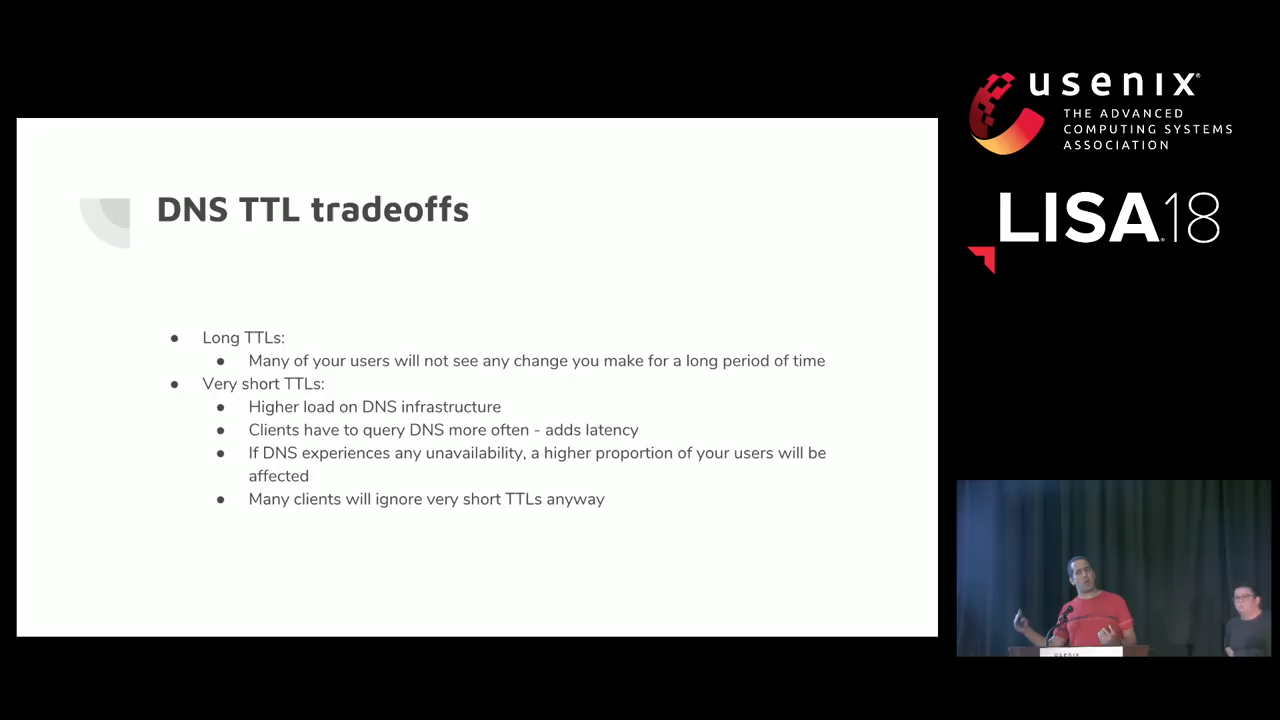 usenix
THE ADVANCED
COMPUTING SYSTEMS
ASSOCIATION
LISA.18
DNS TTL tradeoffs
● Long TTLs:
● Many of your users will not see any change you make for a long period of time
● Very short TTLs:
● Higher load on DNS infrastructure
● Clients have to query DNS more often - adds latency
● If DNS experiences any unavailability, a higher proportion of your users will be
affected
● Many clients will ignore very short TTLs anyway
usenix